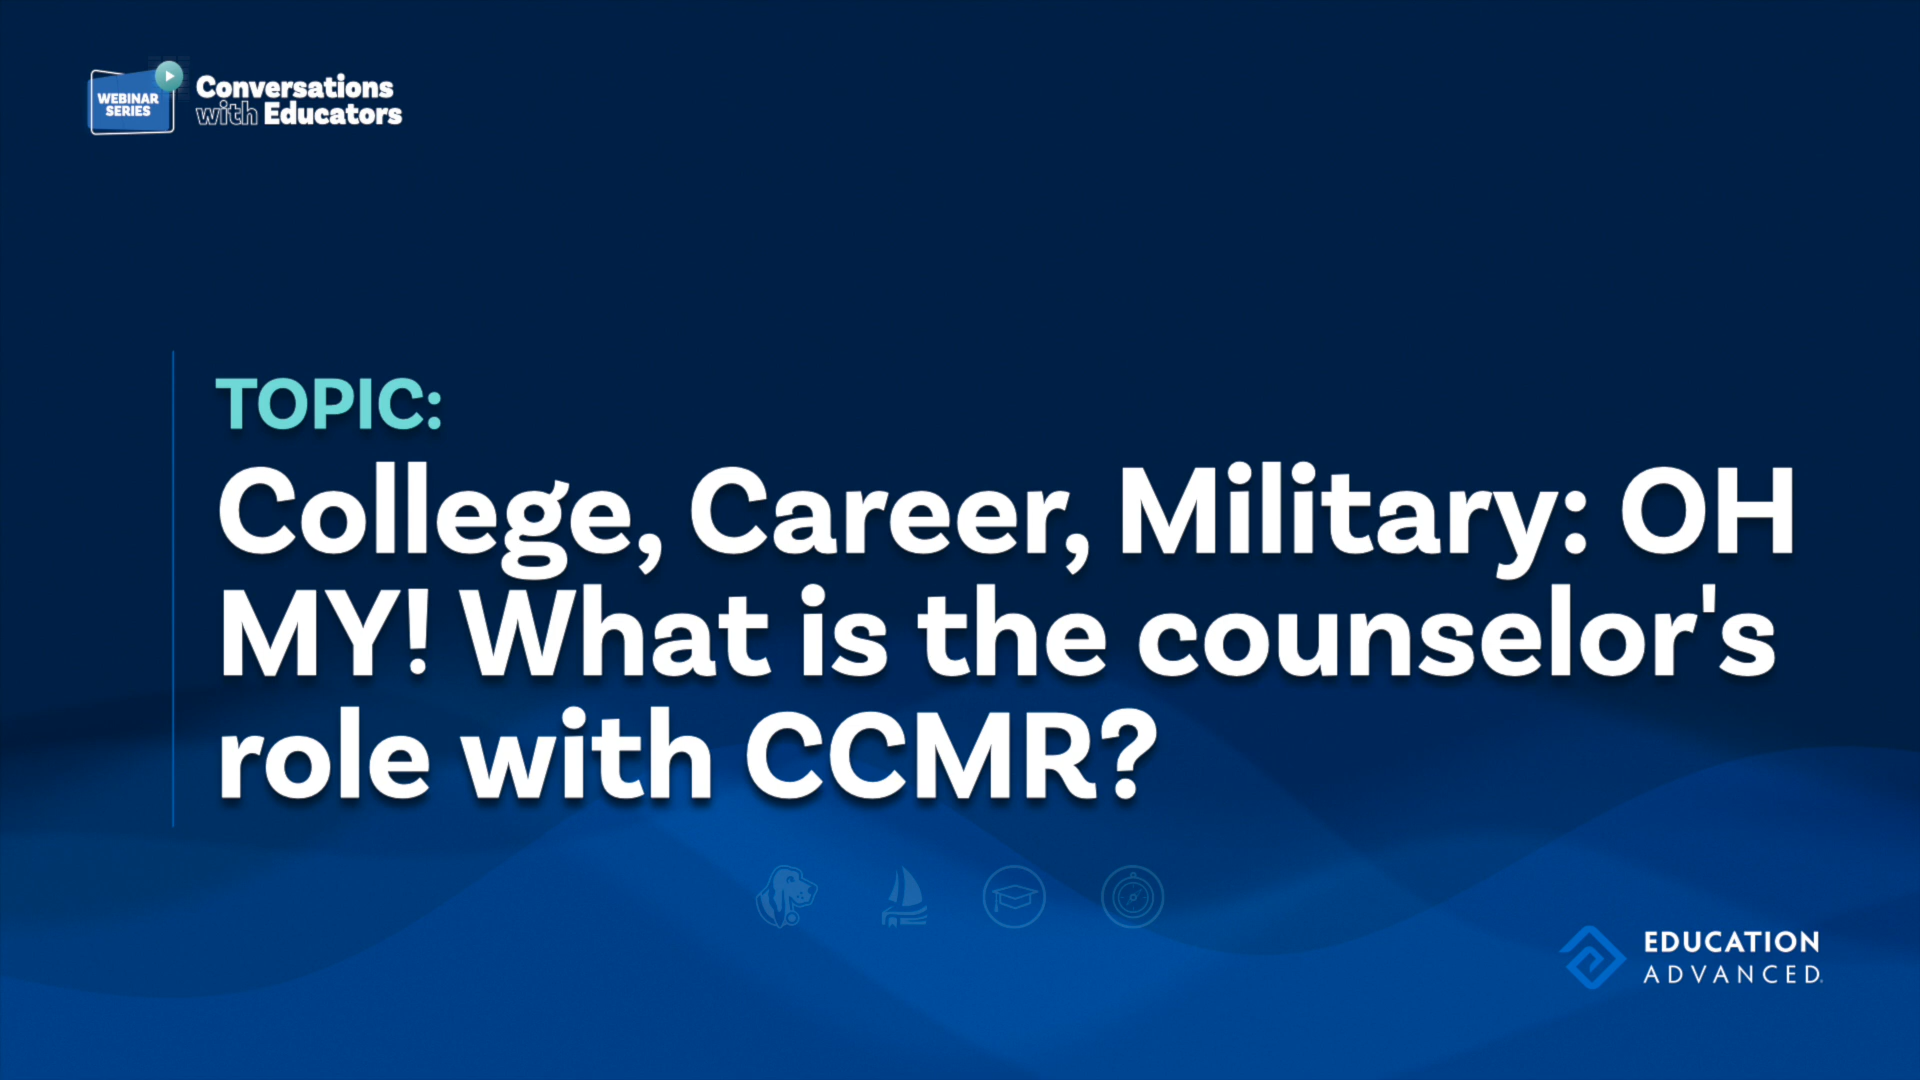 WEBINAR
SERIES
Conversations
with Educators
TOPIC:
College, Career, Military: OH
MY! What is the counselor's
role with CCMR?
EDUCATION
ADVANCED